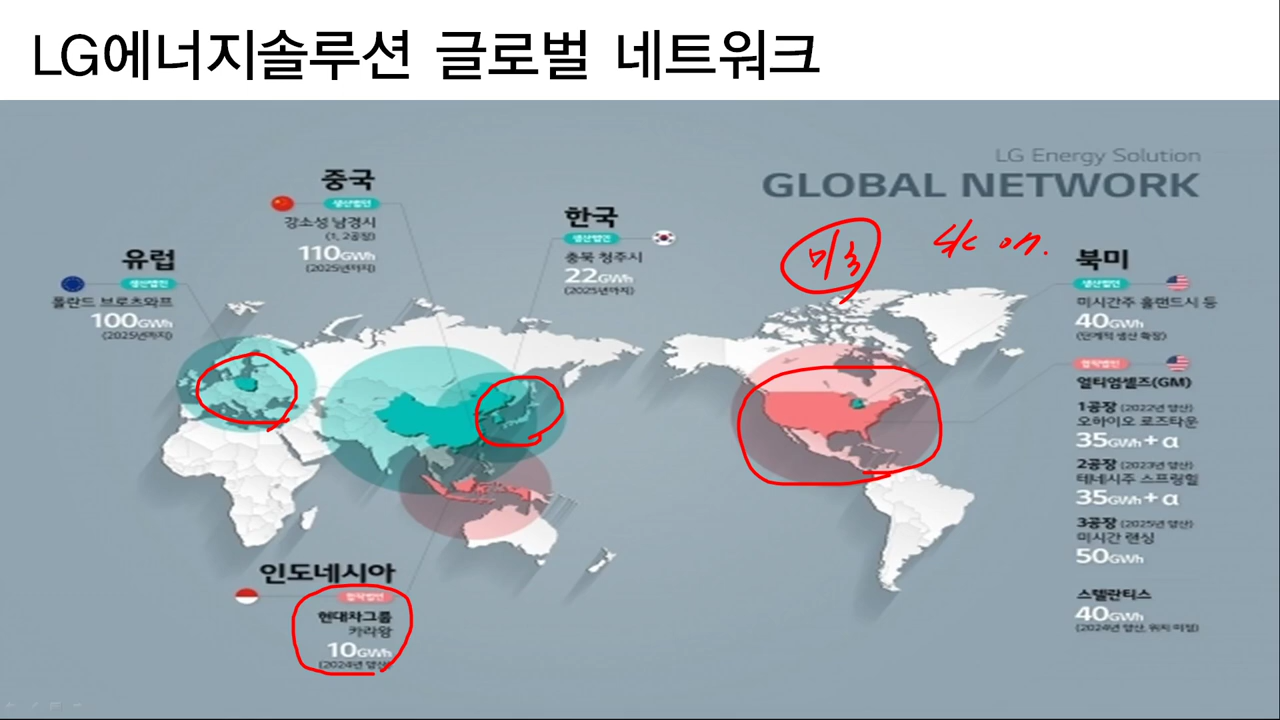 LG에너지솔루션 글로벌 네트워크
LG Energy Solution
GLOBAL NETWORK
중국
생산법인
강소성 남경시
(1, 2공장)
110GWh
(2025년까지)
한국
생산법인
충북 청주시
22GWh
(2025년까지)
유럽
생산법인
폴란드 브로츠와프
100GWh
(2025년까지)
미국
sk on.
북미
생산법인
미시간주 홀랜드시 등
40GWh
(단계적 생산 확장)
합작법인
얼티엄셀즈(GM)
1공장 (2022년 양산)
오하이오 로즈타운
35GWh+α
2공장 (2023년 양산)
테네시주 스프링힐
35GWh+α
3공장 (2025년 양산)
미시간 랜싱
50GWh
스텔란티스
40GWh
(2024년 양산, 위치 미정)
인도네시아
합작법인
현대차그룹
카라왕
10GWh
(2024년 양산)